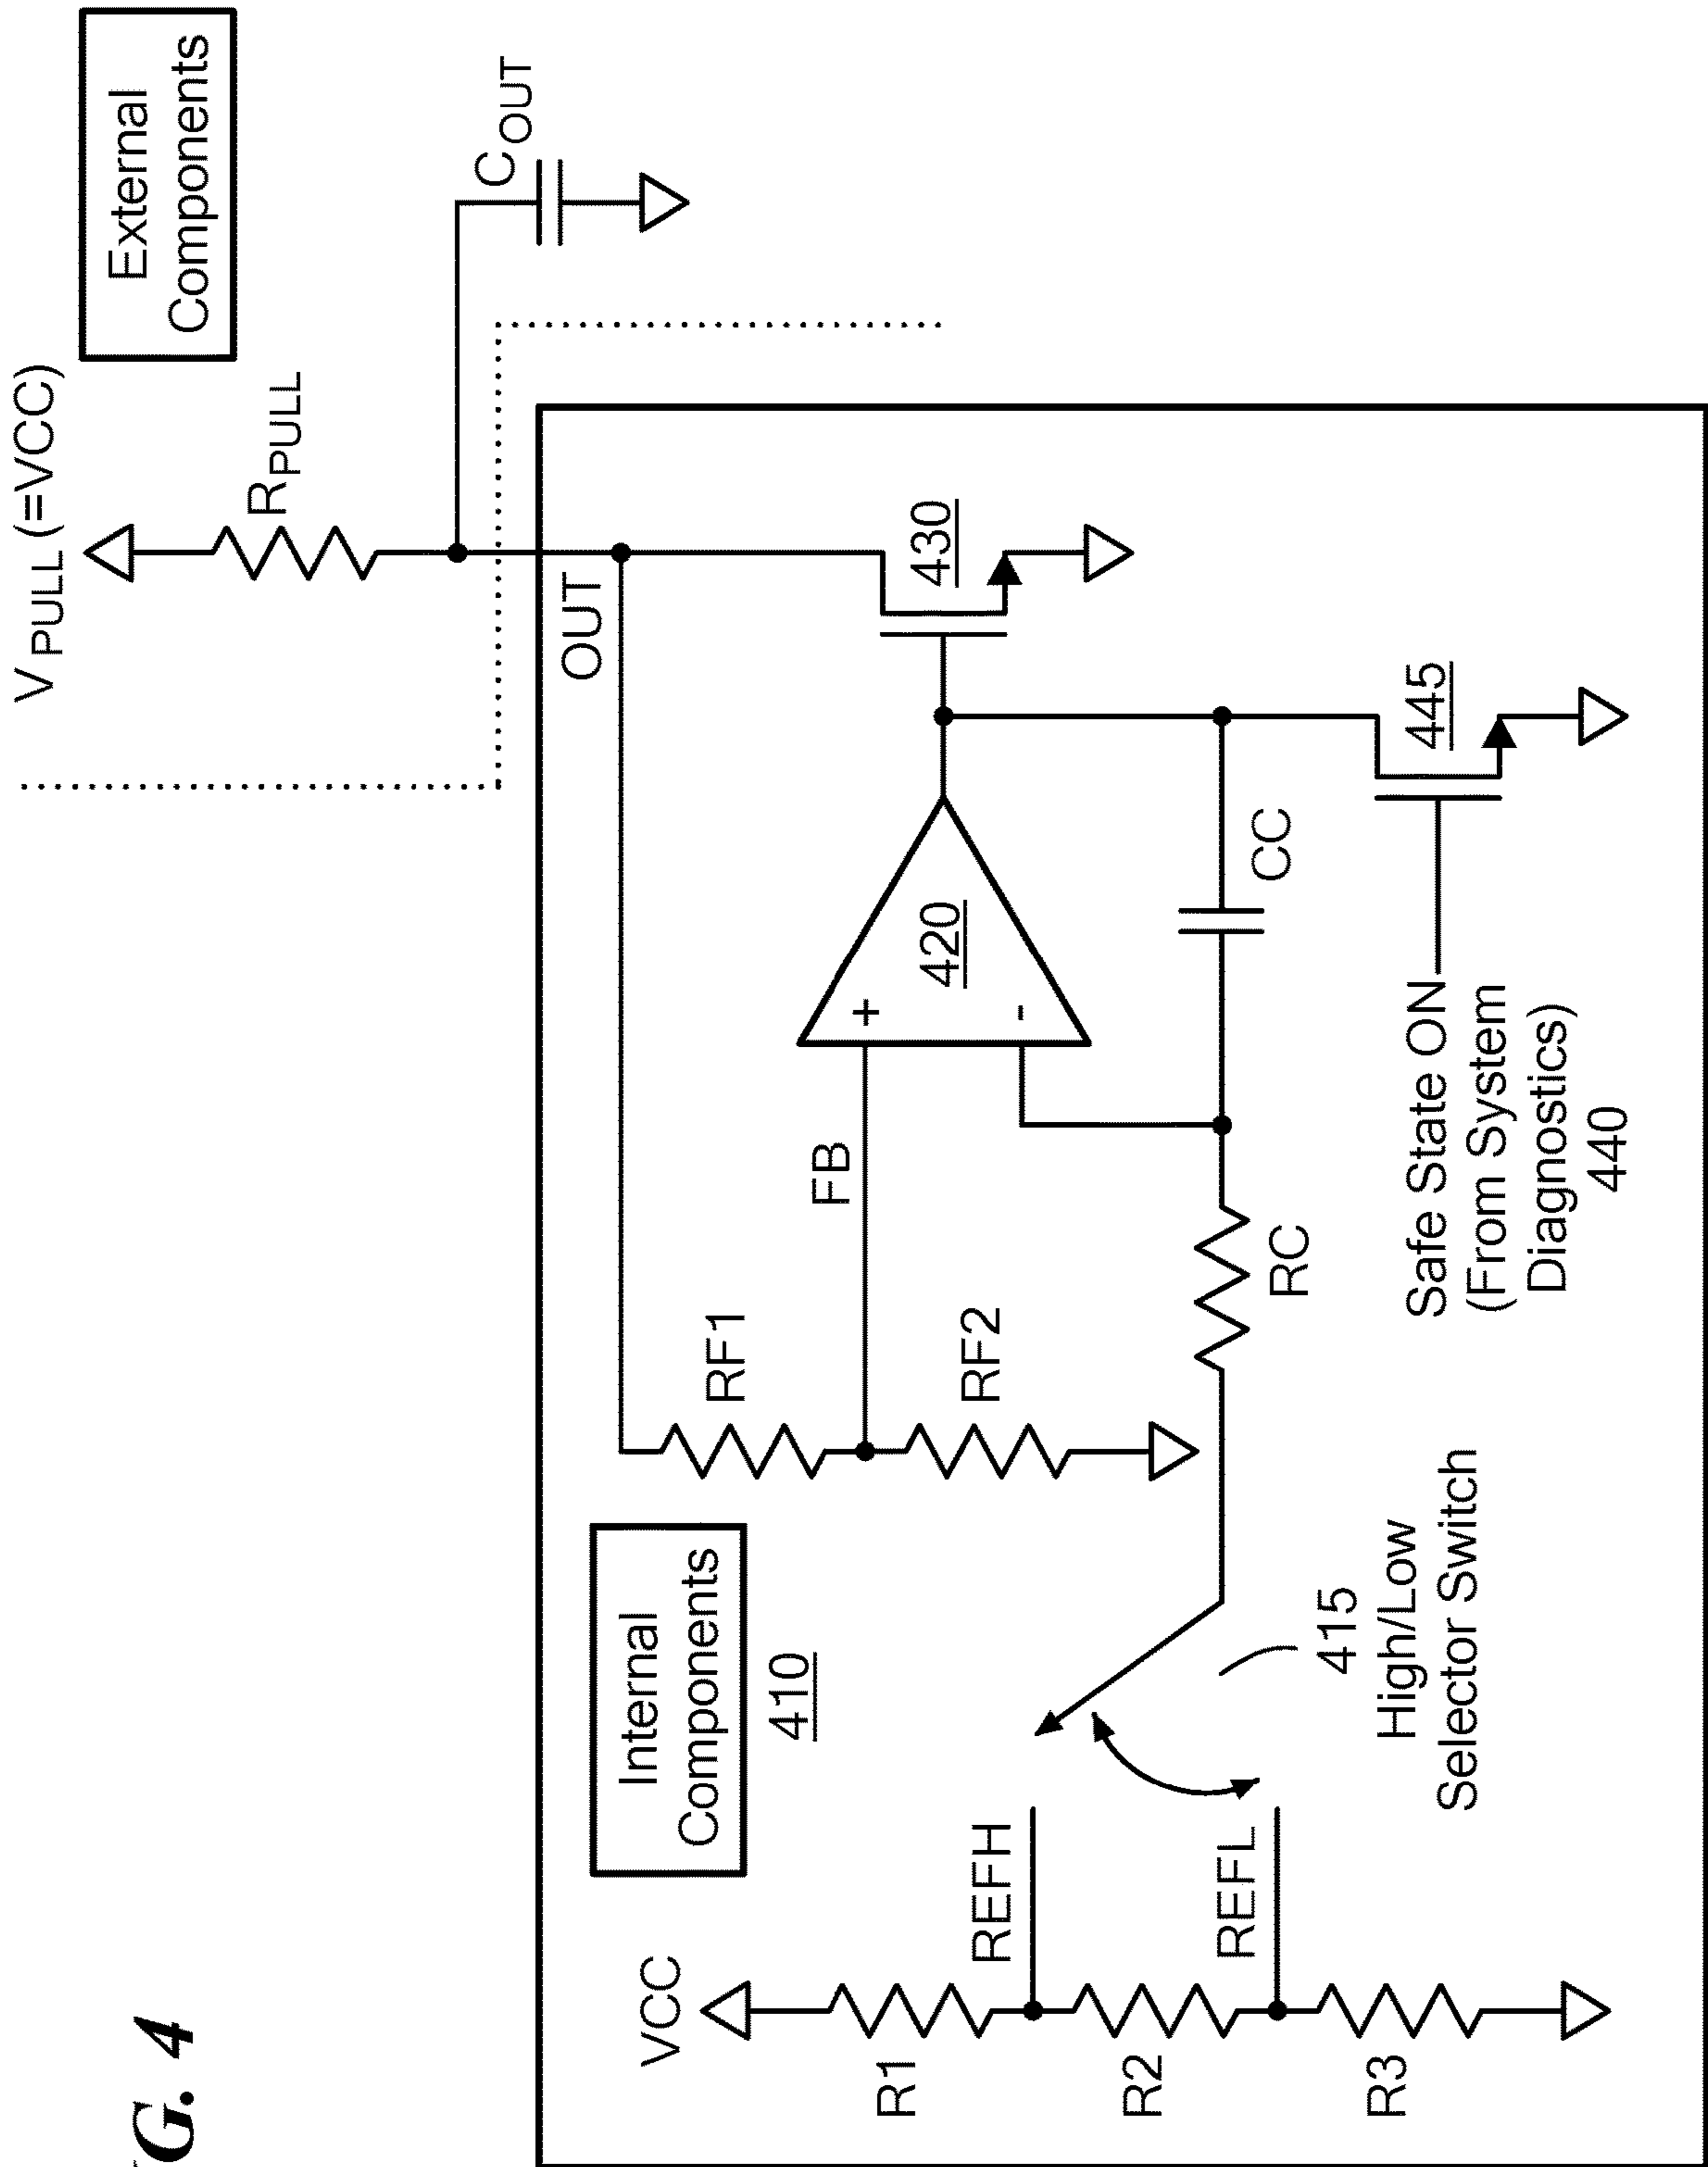 G. 4
V PULL (=VCC)
RPULL
External
Components
COUT
Internal
Components
410
OUT
VCC
R1
R2
R3
REFH
REFL
415
High/Low
Selector Switch
RF1
RF2
FB
RC
CC
+
-
420
430
445
Safe State ON
(From System
Diagnostics)
440